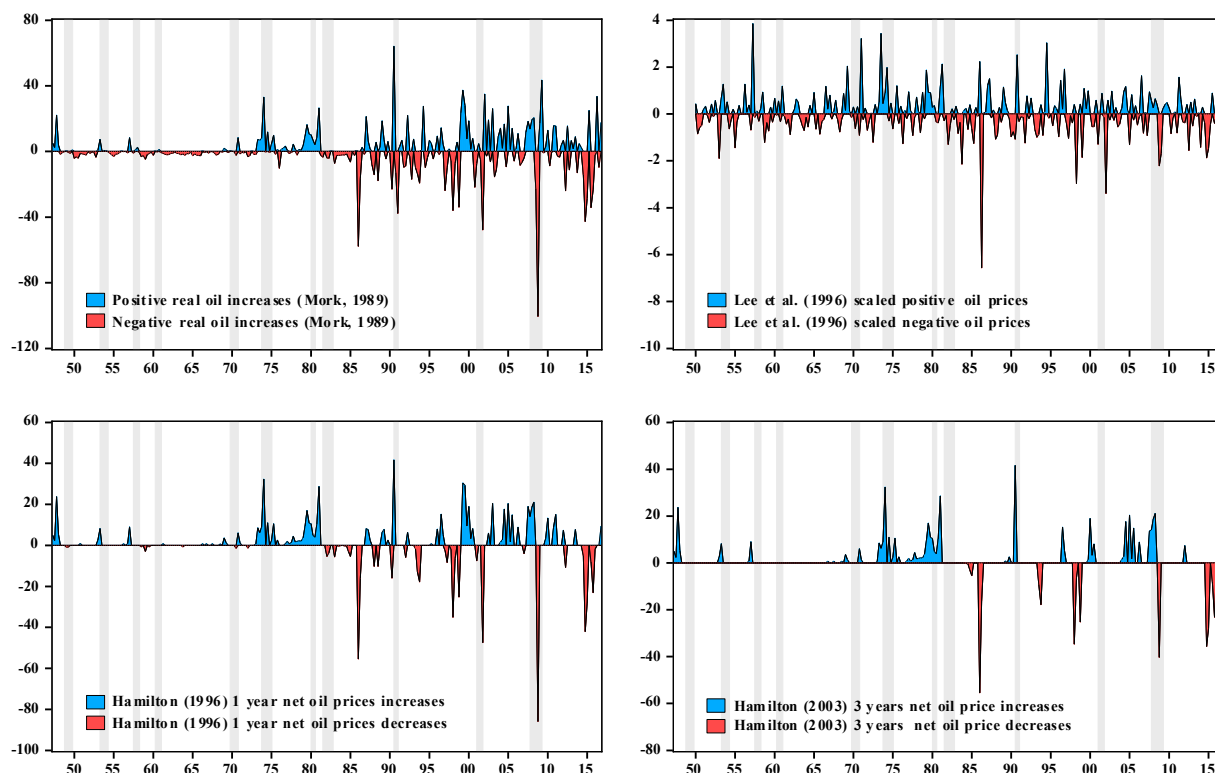 80
40
0
-40
-80
-120
Positive real oil increases (Mork, 1989)
Negative real oil increases (Mork, 1989)
50 55 60 65 70 75 80 85 90 95 00 05 10 15
4
2
0
-2
-4
-6
-8
-10
Lee et al. (1996) scaled positive oil prices
Lee et al. (1996) scaled negative oil prices
50 55 60 65 70 75 80 85 90 95 00 05 10 15
60
40
20
0
-20
-40
-60
-80
-100
Hamilton (1996) 1 year net oil prices increases
Hamilton (1996) 1 year net oil prices decreases
50 55 60 65 70 75 80 85 90 95 00 05 10 15
60
40
20
0
-20
-40
-60
-80
Hamilton (2003) 3 years net oil price increases
Hamilton (2003) 3 years net oil price decreases
50 55 60 65 70 75 80 85 90 95 00 05 10 15